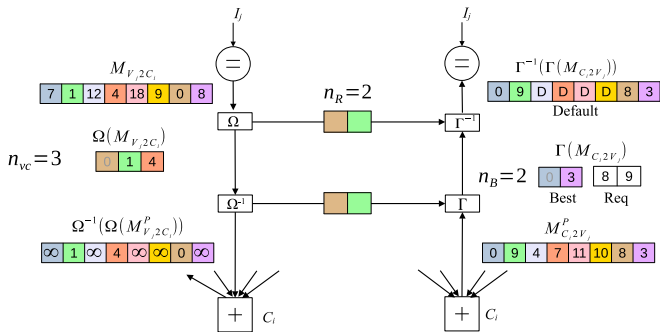 I_j I_j
M_{V_j2C_i} = = Γ^{-1}(Γ(M_{C_i2V_j}))
7 1 12 4 18 9 0 8 n_R=2 0 9 D D D D 8 3
Default
Ω Γ^{-1}
Ω(M_{V_j2C_i}) Γ(M_{C_i2V_j})
n_{vc}=3 0 1 4 n_B=2 0 3 8 9
Best Req
Ω^{-1} Γ
Ω^{-1}(Ω(M^P_{V_j2C_i})) M^P_{C_i2V_j}
∞ 1 ∞ 4 ∞ ∞ 0 ∞ 0 9 4 7 11 10 8 3
+ C_i + C_i